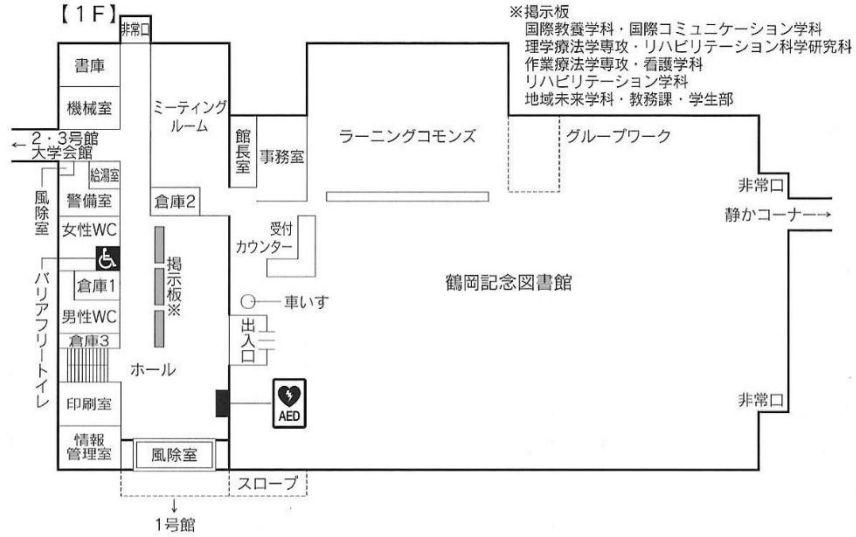 【1F】
非常口
※掲示板
国際教養学科・国際コミュニケーション学科
理学療法学専攻・リハビリテーション科学研究科
作業療法学専攻・看護学科
リハビリテーション学科
地域未来学科・教務課・学生部
書庫
機械室
ミーティング
ルーム
館長室
事務室
ラーニングコモンズ
グループワーク
← 2・3号館
大学会館
給湯室
風除室
警備室
倉庫2
非常口
静かコーナー→
女性WC
受付
カウンター
掲示板※
倉庫1
バリアフリートイレ
鶴岡記念図書館
車いす
男性WC
出入口
倉庫3
ホール
印刷室
AED
非常口
情報
管理室
風除室
スロープ
↓
1号館